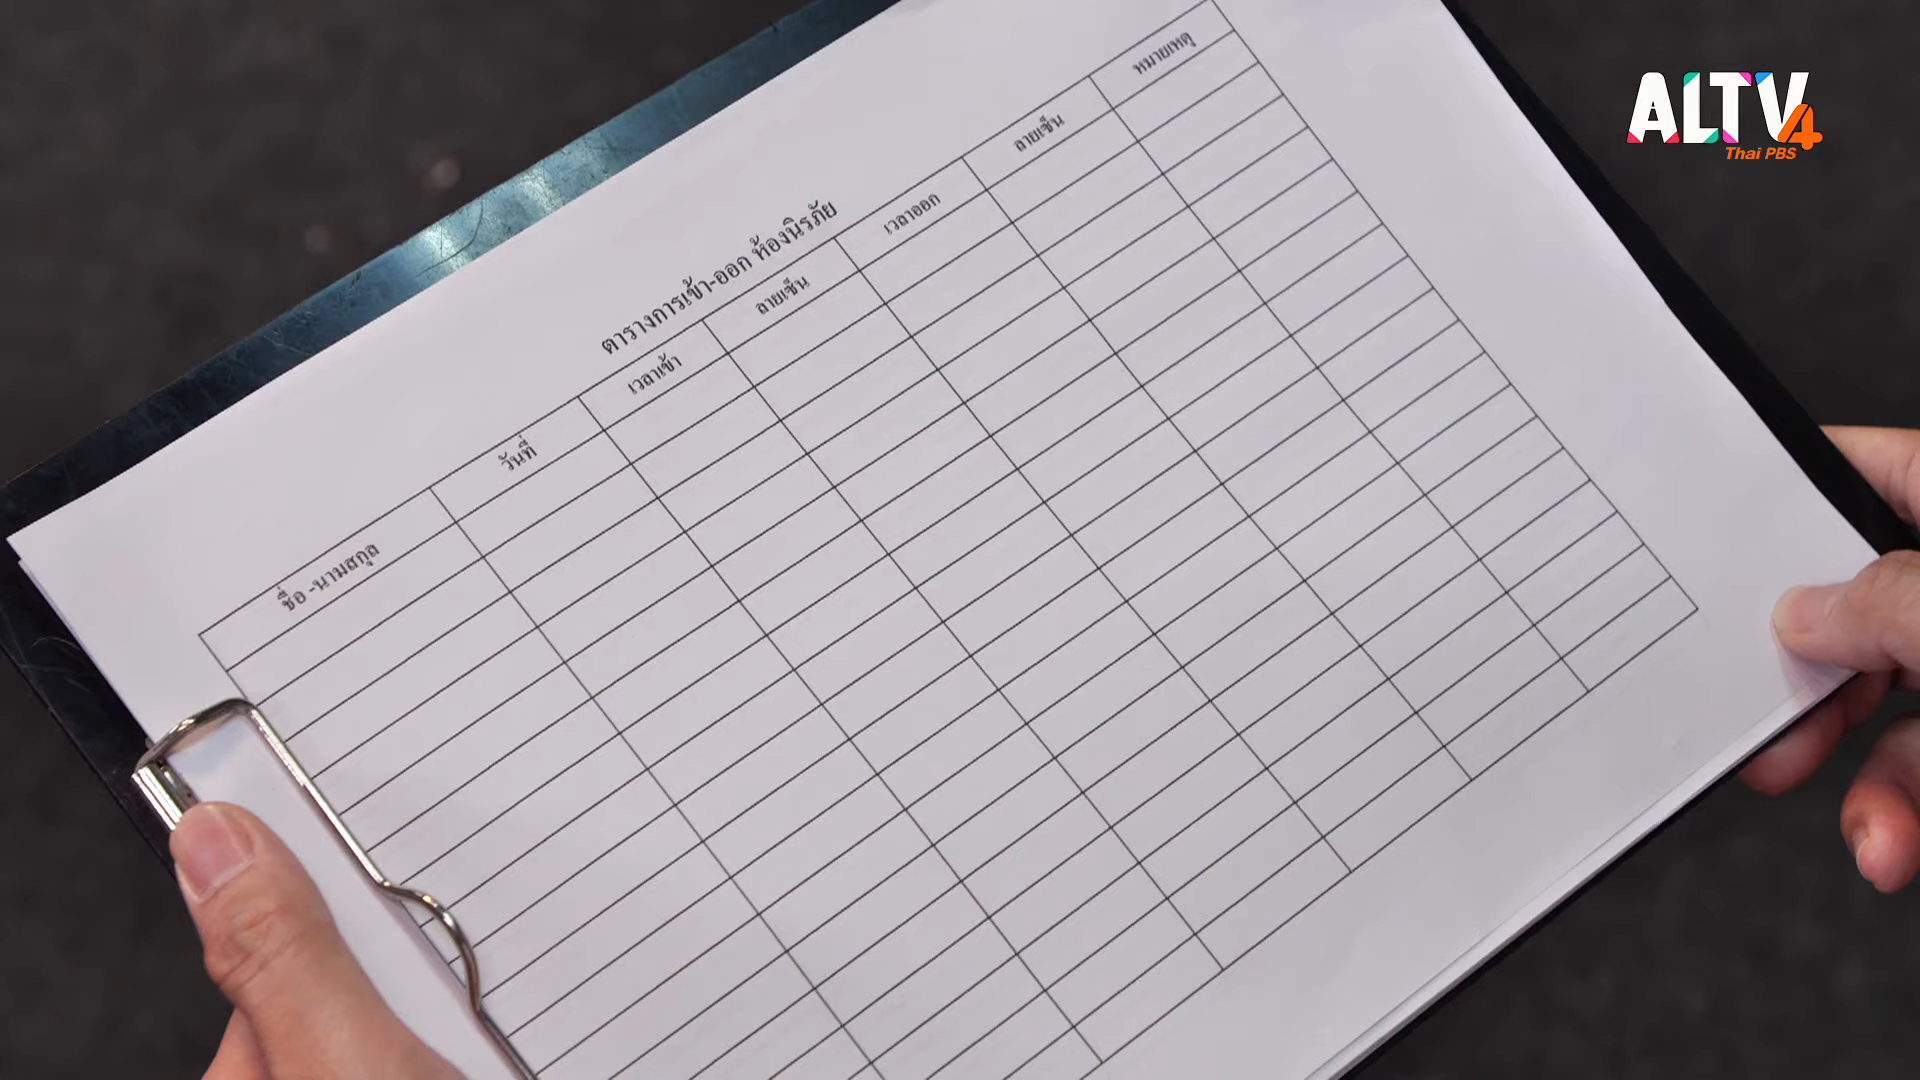 ตารางการเข้า-ออก ห้องนิรภัย
ชื่อ -นามสกุล
วันที่
เวลาเข้า
ลายเซ็น
เวลาออก
ลายเซ็น
หมายเหตุ
ALTV4
Thai PBS